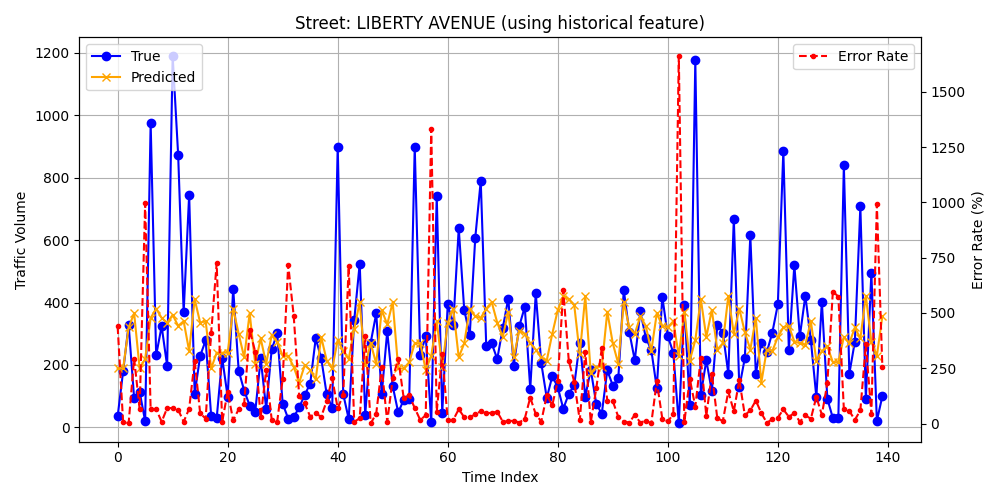 Street: LIBERTY AVENUE (using historical feature)
True
Predicted
Error Rate
1200
1000
800
600
400
200
0
Traffic Volume
1500
1250
1000
750
500
250
0
Error Rate (%)
0 20 40 60 80 100 120 140
Time Index